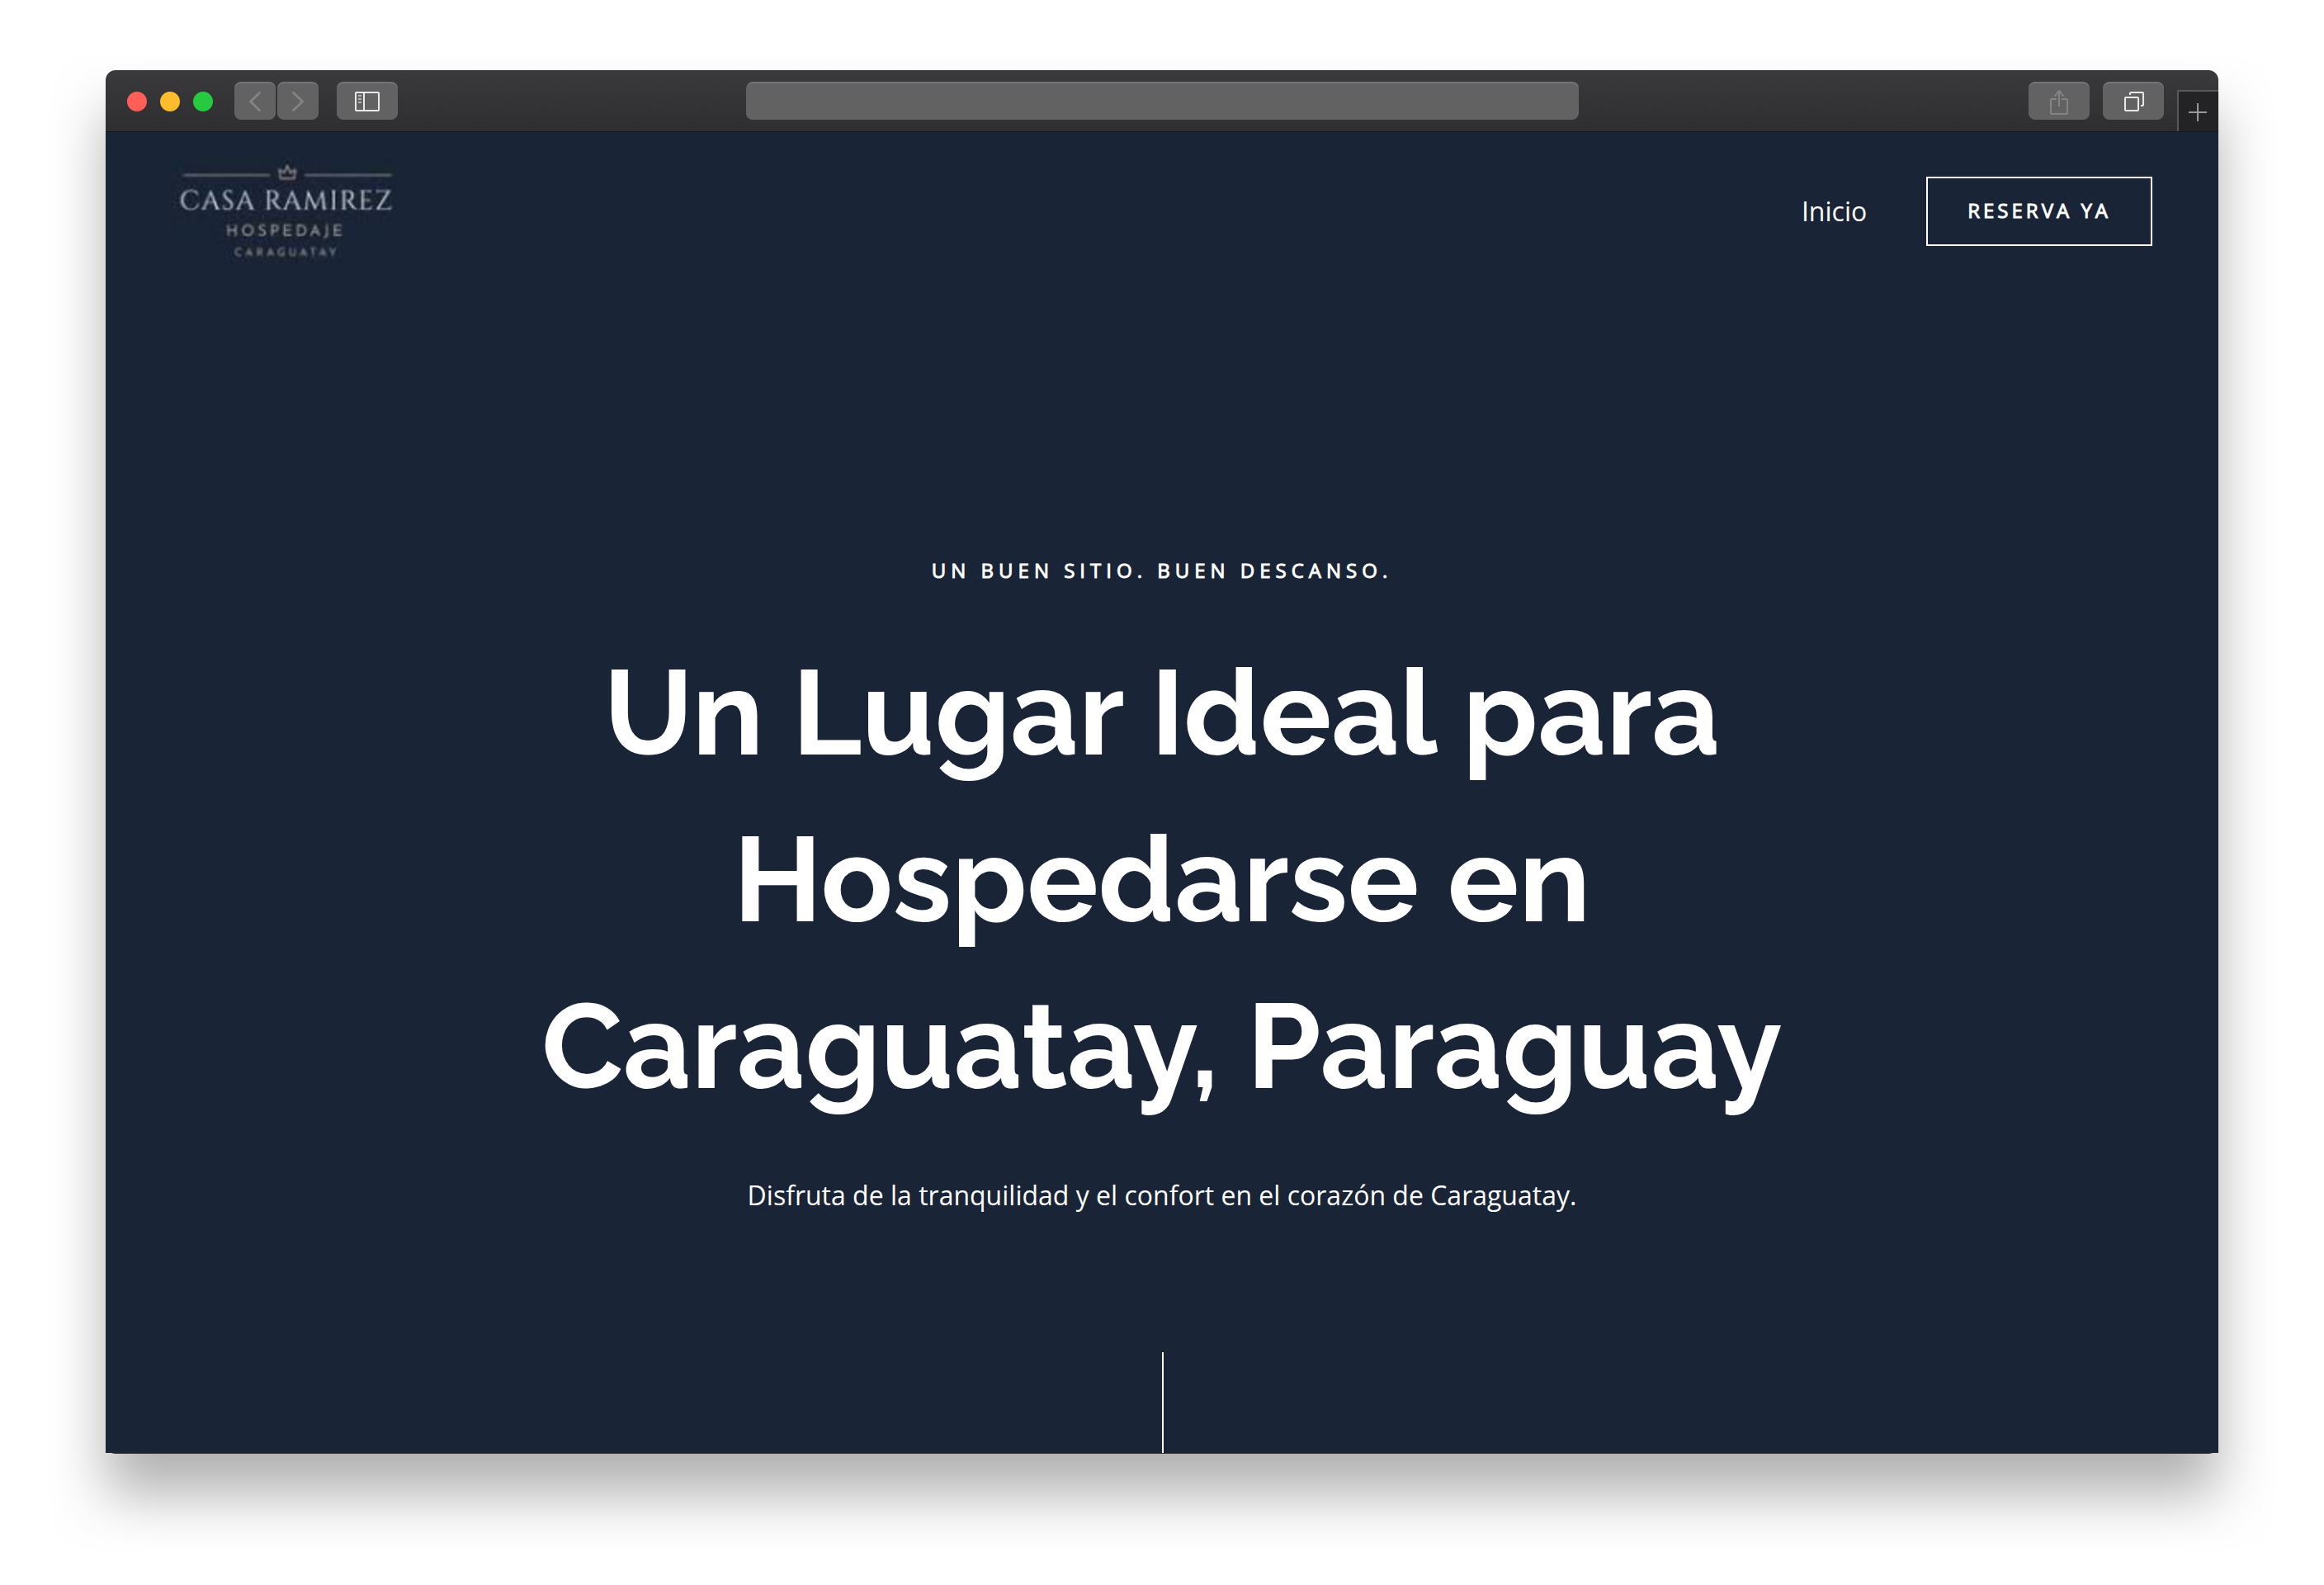 CASA RAMIREZ
HOSPEDAJE
CARAGUATAY
Inicio
RESERVA YA
UN BUEN SITIO. BUEN DESCANSO.
Un Lugar Ideal para
Hospedarse en
Caraguatay, Paraguay
Disfruta de la tranquilidad y el confort en el corazón de Caraguatay.